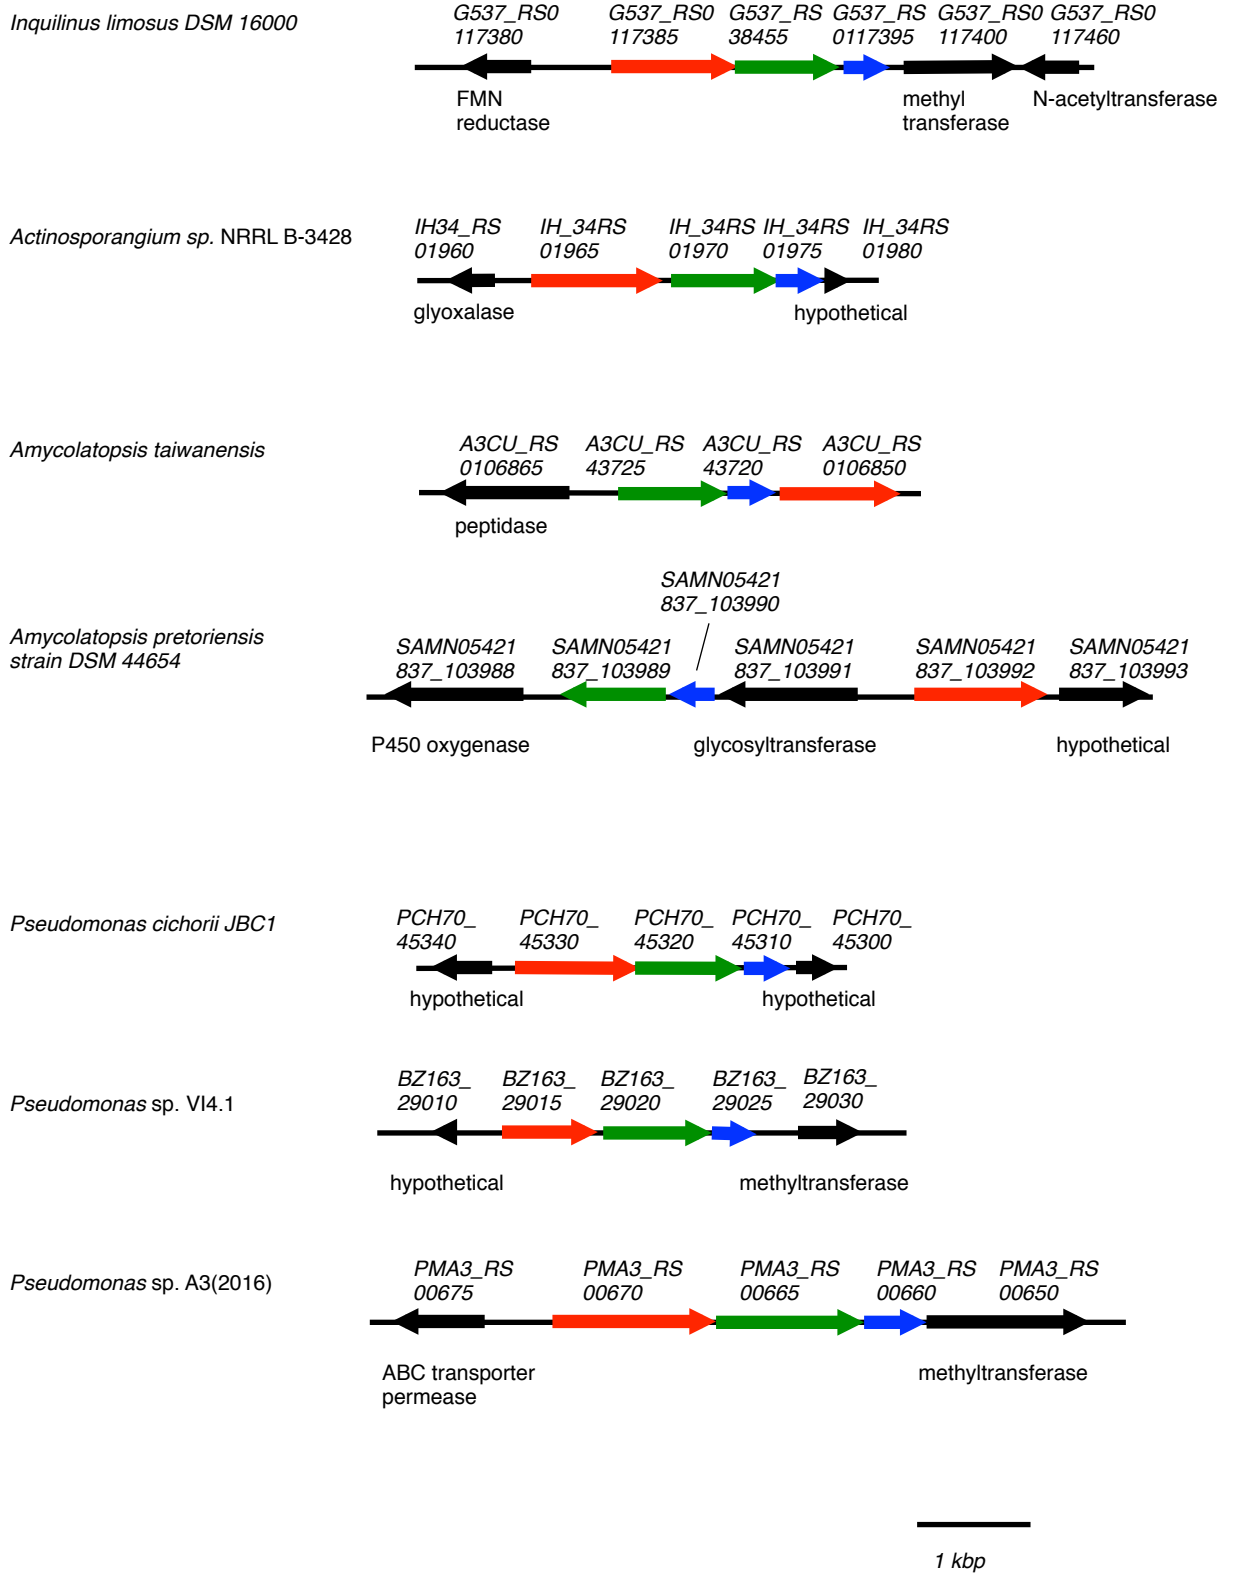 Inquilinus limosus DSM 16000
G537_RS0 G537_RS0 G537_RS G537_RS G537_RS0 G537_RS0
117380 117385 38455 0117395 117400 117460
FMN methyl N-acetyltransferase
reductase transferase
Actinosporangium sp. NRRL B-3428
IH34_RS IH_34RS IH_34RS IH_34RS IH_34RS
01960 01965 01970 01975 01980
glyoxalase hypothetical
Amycolatopsis taiwanensis
A3CU_RS A3CU_RS A3CU_RS A3CU_RS
0106865 43725 43720 0106850
peptidase
SAMN05421
837_103990
Amycolatopsis pretoriensis
strain DSM 44654
SAMN05421 SAMN05421 SAMN05421 SAMN05421 SAMN05421
837_103988 837_103989 837_103991 837_103992 837_103993
P450 oxygenase glycosyltransferase hypothetical
Pseudomonas cichorii JBC1
PCH70_ PCH70_ PCH70_ PCH70_ PCH70_
45340 45330 45320 45310 45300
hypothetical hypothetical
Pseudomonas sp. VI4.1
BZ163_ BZ163_ BZ163_ BZ163_ BZ163_
29010 29015 29020 29025 29030
hypothetical methyltransferase
Pseudomonas sp. A3(2016)
PMA3_RS PMA3_RS PMA3_RS PMA3_RS PMA3_RS
00675 00670 00665 00660 00650
ABC transporter methyltransferase
permease
1 kbp